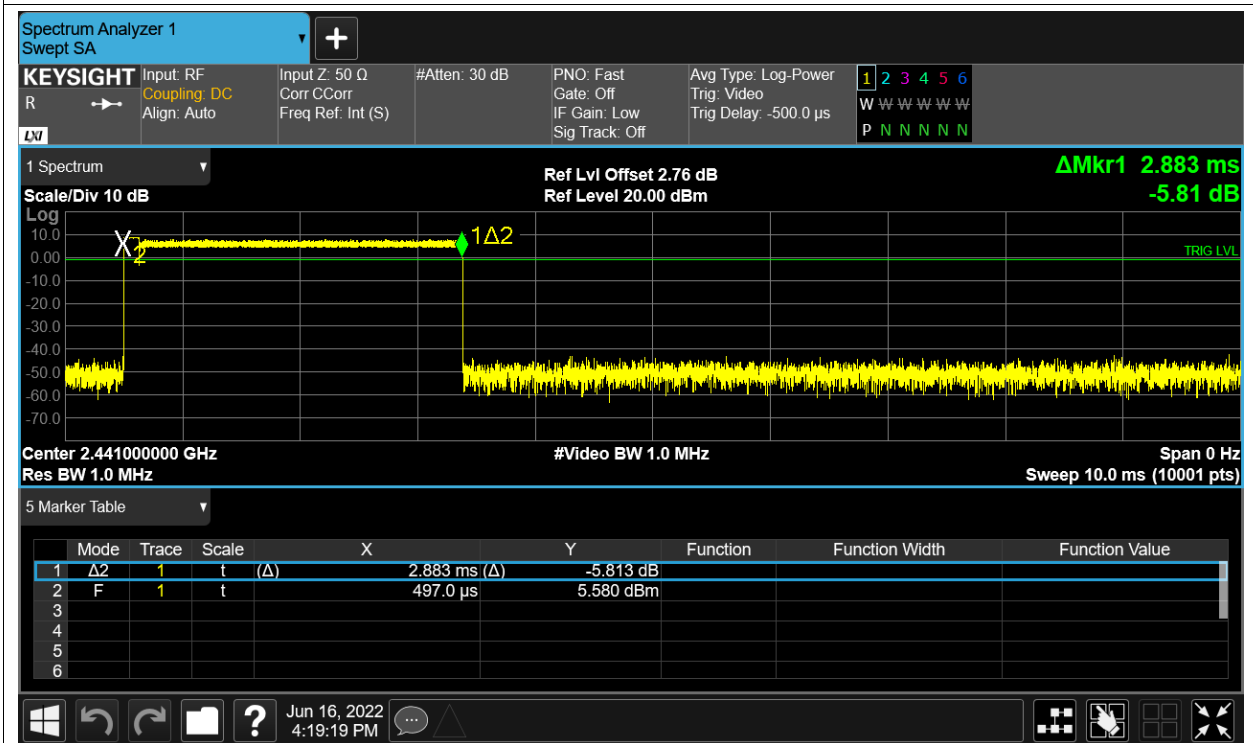 Spectrum Analyzer 1
Swept SA
KEYSIGHT Input: RF Input Z: 50 Ω #Atten: 30 dB PNO: Fast Avg Type: Log-Power 1 2 3 4 5 6
R Coupling: DC Corr CCorr Gate: Off Trig: Video W W W W W W
Align: Auto Freq Ref: Int (S) IF Gain: Low Trig Delay: -500.0 µs
LXI Sig Track: Off P N N N N N
1 Spectrum Ref Lvl Offset 2.76 dB ΔMkr1 2.883 ms
Scale/Div 10 dB Ref Level 20.00 dBm -5.81 dB
Log
10.0 X 2 1Δ2
0.00 TRIG LVL
-10.0
-20.0
-30.0
-40.0
-50.0
-60.0
-70.0
Center 2.441000000 GHz #Video BW 1.0 MHz Span 0 Hz
Res BW 1.0 MHz Sweep 10.0 ms (10001 pts)
5 Marker Table
Mode Trace Scale X Y Function Function Width Function Value
1 Δ2 1 t (Δ) 2.883 ms (Δ) -5.813 dB
2 F 1 t 497.0 µs 5.580 dBm
3
4
5
6
? Jun 16, 2022
4:19:19 PM